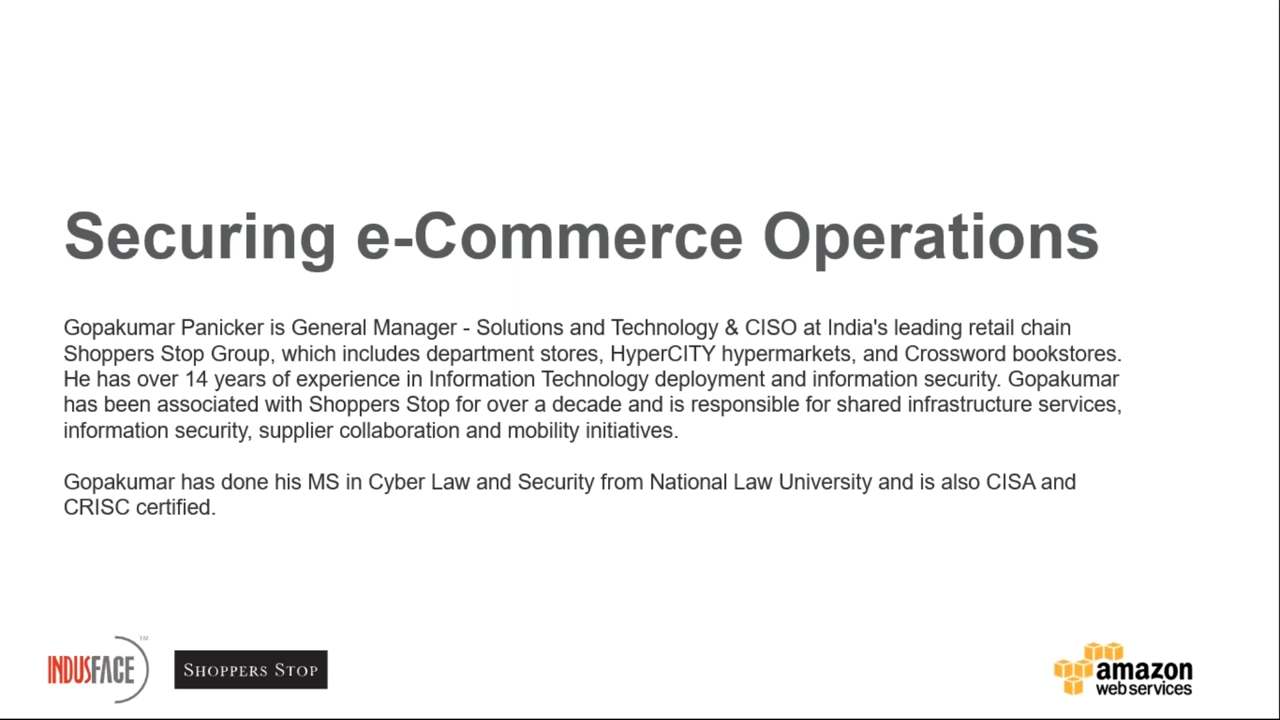 Securing e-Commerce Operations
Gopakumar Panicker is General Manager - Solutions and Technology & CISO at India's leading retail chain
Shoppers Stop Group, which includes department stores, HyperCITY hypermarkets, and Crossword bookstores.
He has over 14 years of experience in Information Technology deployment and information security. Gopakumar
has been associated with Shoppers Stop for over a decade and is responsible for shared infrastructure services,
information security, supplier collaboration and mobility initiatives.
Gopakumar has done his MS in Cyber Law and Security from National Law University and is also CISA and
CRISC certified.
INDUSFACE TM
SHOPPERS STOP
amazon
webservices